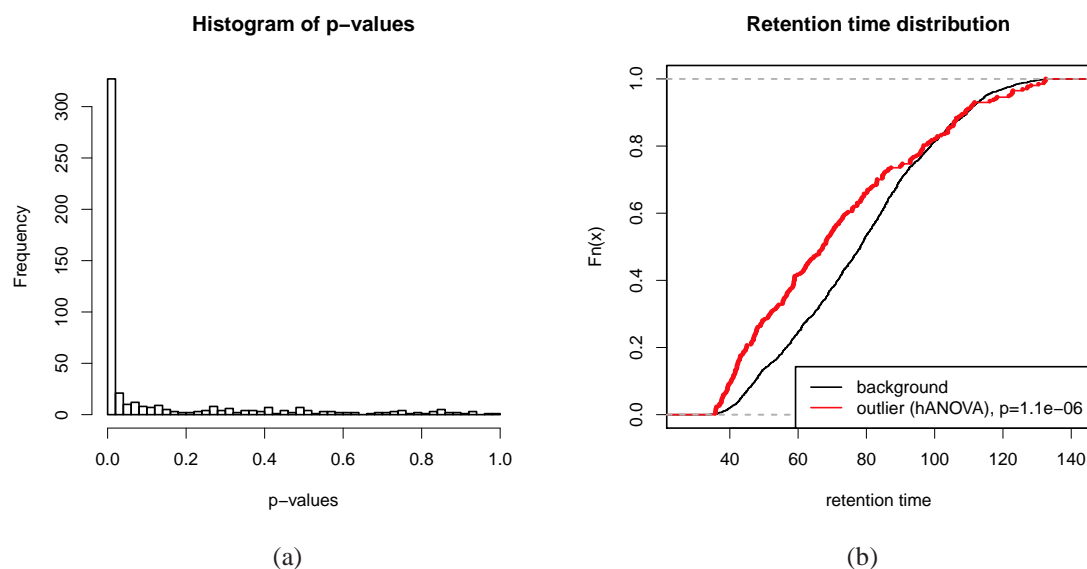 Histogram of p−values
Frequency
0 50 100 150 200 250 300
0.0 0.2 0.4 0.6 0.8 1.0
p−values
(a)
Retention time distribution
Fn(x)
0.0 0.2 0.4 0.6 0.8 1.0
background
outlier (hANOVA), p=1.1e−06
40 60 80 100 120 140
retention time
(b)